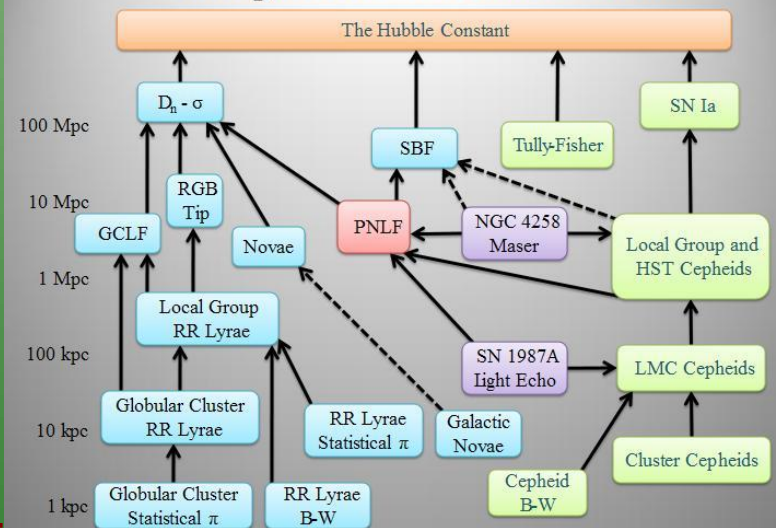 The Hubble Constant
Dn - σ
SN Ia
100 Mpc
SBF
Tully-Fisher
RGB
Tip
10 Mpc
GCLF
Novae
PNLF
NGC 4258
Maser
Local Group and
HST Cepheids
1 Mpc
Local Group
RR Lyrae
100 kpc
SN 1987A
Light Echo
LMC Cepheids
Globular Cluster
RR Lyrae
10 kpc
RR Lyrae
Statistical π
Galactic
Novae
Cluster Cepheids
Cepheid
B-W
1 kpc
Globular Cluster
Statistical π
RR Lyrae
B-W